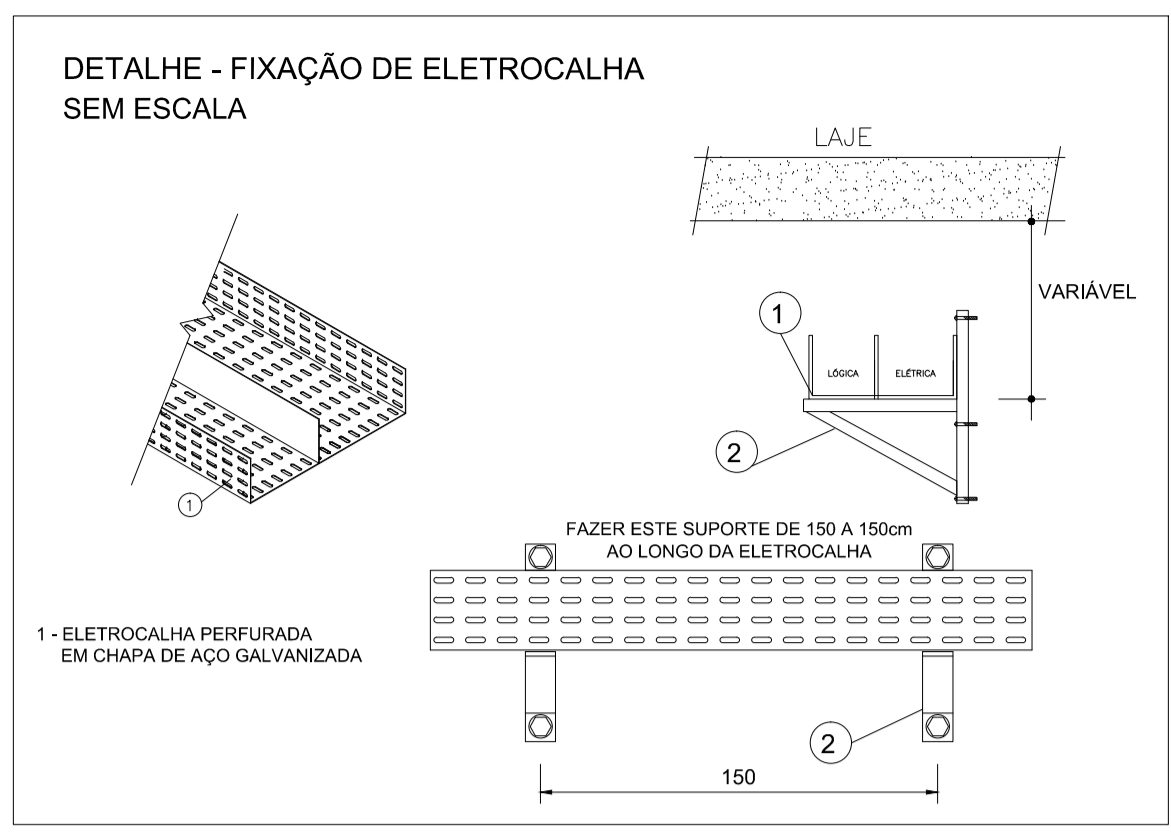 DETALHE - FIXAÇÃO DE ELETROCALHA
SEM ESCALA
LAJE
VARIÁVEL
1
LÓGICA
ELÉTRICA
2
1
FAZER ESTE SUPORTE DE 150 A 150cm
AO LONGO DA ELETROCALHA
1 - ELETROCALHA PERFURADA
EM CHAPA DE AÇO GALVANIZADA
2
150